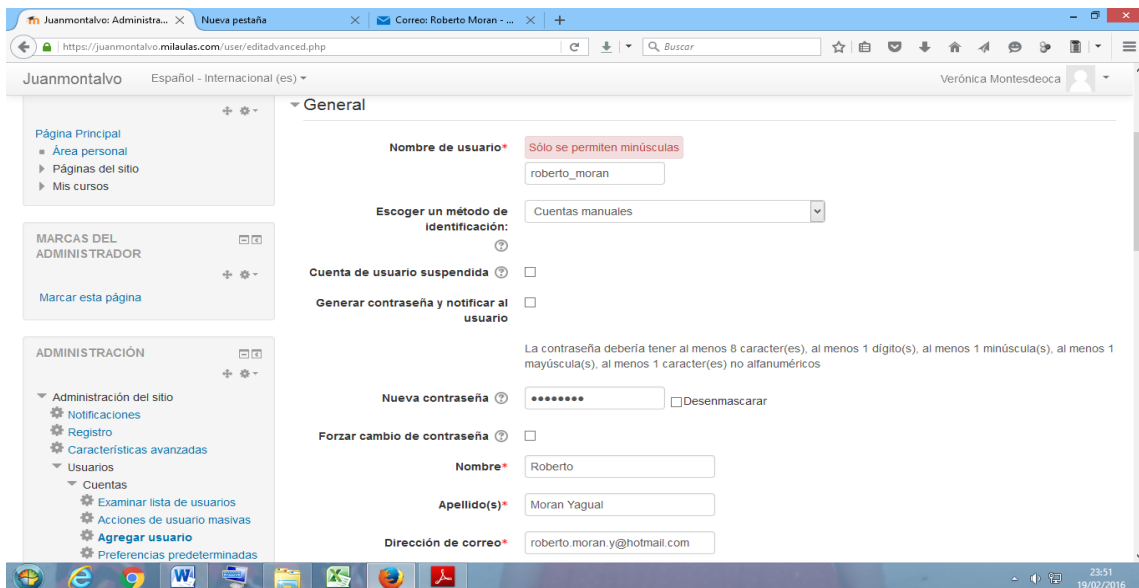 Juanmontalvo: Administra...
Nueva pestaña
Correo: Roberto Moran - ...
https://juanmontalvo.milaulas.com/user/editadvanced.php
Buscar
Juanmontalvo
Español - Internacional (es)
Verónica Montesdeoca
Página Principal
Área personal
Páginas del sitio
Mis cursos
MARCAS DEL
ADMINISTRADOR
Marcar esta página
ADMINISTRACIÓN
Administración del sitio
Notificaciones
Registro
Características avanzadas
Usuarios
Cuentas
Examinar lista de usuarios
Acciones de usuario masivas
Agregar usuario
Preferencias predeterminadas
General
Nombre de usuario*
Sólo se permiten minúsculas
roberto_moran
Escoger un método de
identificación:
Cuentas manuales
Cuenta de usuario suspendida
Generar contraseña y notificar al
usuario
La contraseña debería tener al menos 8 caracter(es), al menos 1 dígito(s), al menos 1 minúscula(s), al menos 1
mayúscula(s), al menos 1 caracter(es) no alfanuméricos
Nueva contraseña
••••••••
Desenmascarar
Forzar cambio de contraseña
Nombre*
Roberto
Apellido(s)*
Moran Yagual
Dirección de correo*
roberto.moran.y@hotmail.com
23:51
19/02/2016